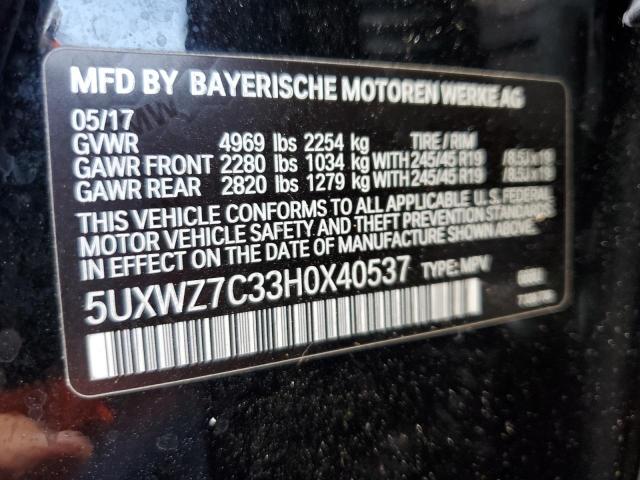 MFD BY BAYERISCHE MOTOREN WERKE AG
05/17
GVWR 4969 lbs 2254 kg TIRE / RIM
GAWR FRONT 2280 lbs 1034 kg WITH 245/45 R19 / 8.5J x 19
GAWR REAR 2820 lbs 1279 kg WITH 245/45 R19 / 8.5J x 19
THIS VEHICLE CONFORMS TO ALL APPLICABLE U. S. FEDERAL
MOTOR VEHICLE SAFETY AND THEFT PREVENTION STANDARDS
IN EFFECT ON THE DATE OF MANUFACTURE SHOWN ABOVE.
5UXWZ7C33H0X40537 TYPE: MPV